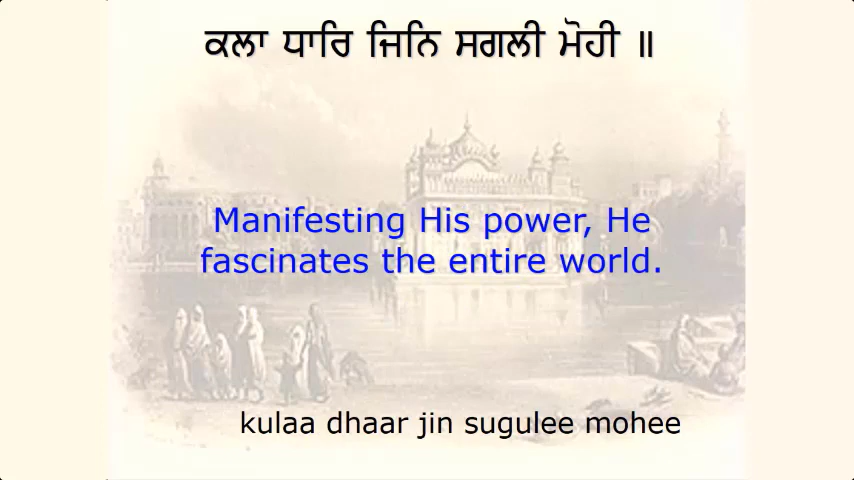 ਕਲਾ ਧਾਰਿ ਜਿਨਿ ਸਗਲੀ ਮੋਹੀ ॥
Manifesting His power, He
fascinates the entire world.
kulaa dhaar jin sugulee mohee